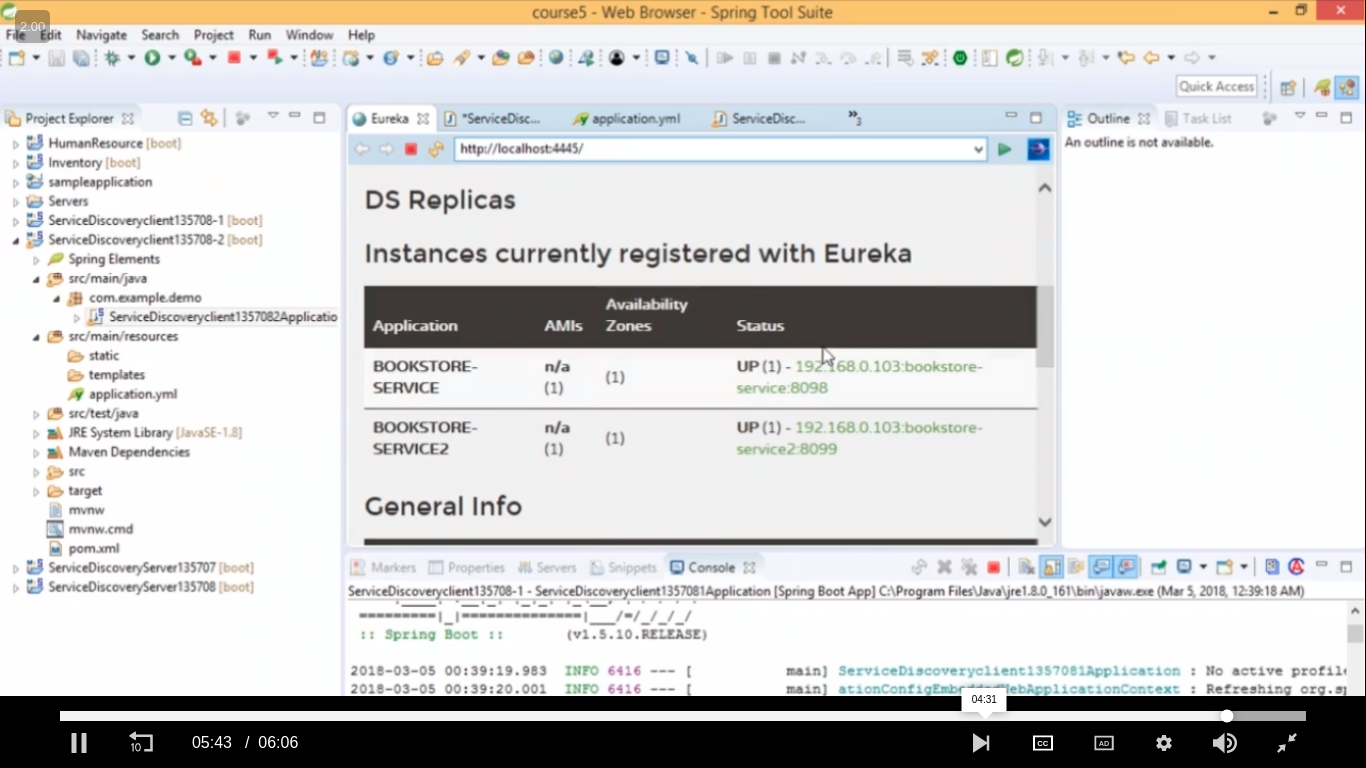 course5 - Web Browser - Spring Tool Suite
2.00
File Edit Navigate Search Project Run Window Help
Quick Access
Project Explorer
HumanResource [boot]
Inventory [boot]
sampleapplication
Servers
ServiceDiscoveryclient135708-1 [boot]
ServiceDiscoveryclient135708-2 [boot]
Spring Elements
src/main/java
com.example.demo
ServiceDiscoveryclient1357082Applicatio
src/main/resources
static
templates
application.yml
src/test/java
JRE System Library [JavaSE-1.8]
Maven Dependencies
src
target
mvnw
mvnw.cmd
pom.xml
ServiceDiscoveryServer135707 [boot]
ServiceDiscoveryServer135708 [boot]
Eureka *ServiceDisc... application.yml ServiceDisc... »3
http://localhost:4445/
DS Replicas
Instances currently registered with Eureka
Application AMIs Availability Zones Status
BOOKSTORE-SERVICE n/a (1) (1) UP (1) - 192.168.0.103:bookstore-service:8098
BOOKSTORE-SERVICE2 n/a (1) (1) UP (1) - 192.168.0.103:bookstore-service2:8099
General Info
Outline Task List
An outline is not available.
Markers Properties Servers Snippets Console
ServiceDiscoveryclient135708-1 - ServiceDiscoveryclient1357081Application [Spring Boot App] C:\Program Files\Java\jre1.8.0_161\bin\javaw.exe (Mar 5, 2018, 12:39:18 AM)
=========|_|==============|___/=/_/_/_/
:: Spring Boot :: (v1.5.10.RELEASE)
2018-03-05 00:39:19.983 INFO 6416 --- [ main] ServiceDiscoveryclient1357081Application : No active profile
2018-03-05 00:39:20.001 INFO 6416 --- [ main] ationConfigEmbeddedWebApplicationContext : Refreshing org.sp
04:31
10
05:43 / 06:06
CC
AD